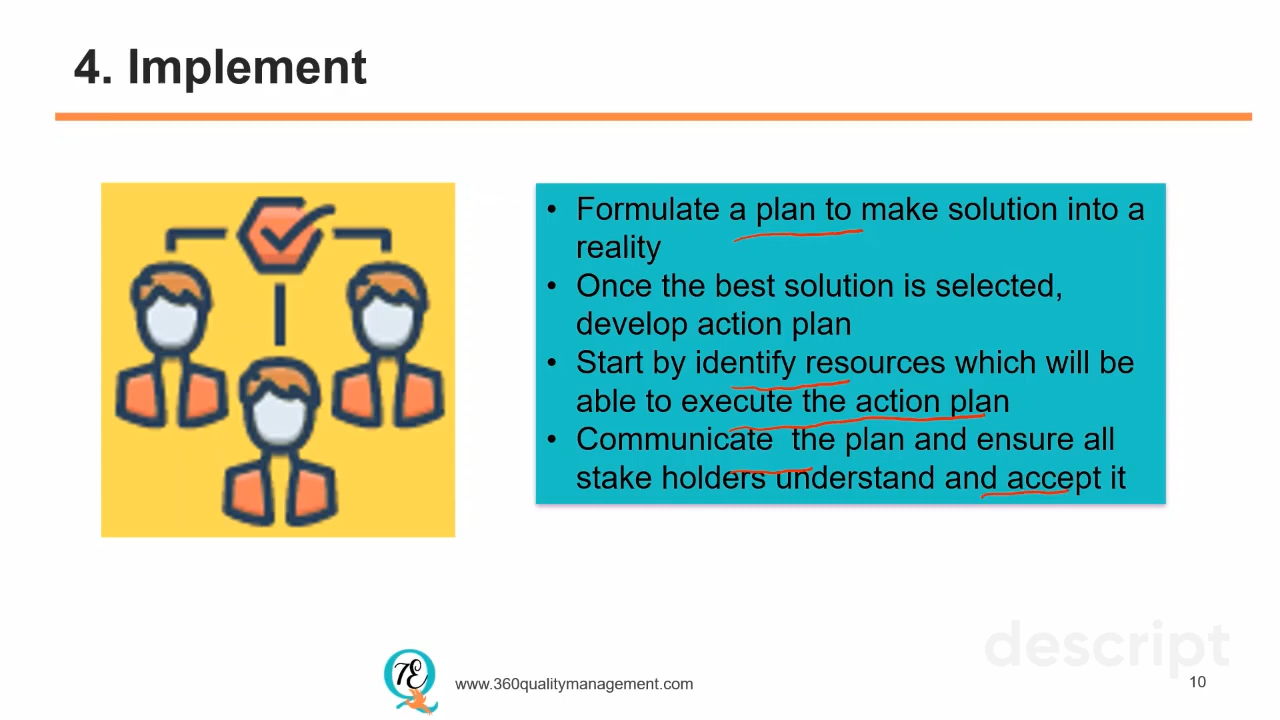 4. Implement
• Formulate a plan to make solution into a
reality
• Once the best solution is selected,
develop action plan
• Start by identify resources which will be
able to execute the action plan
• Communicate  the plan and ensure all
stake holders understand and accept it
descript
TE
www.360qualitymanagement.com
10